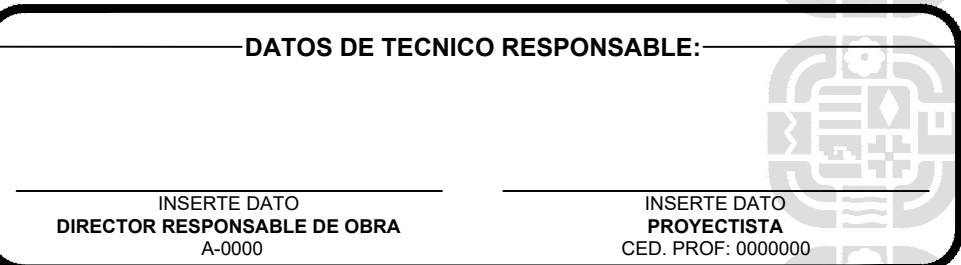 DATOS DE TECNICO RESPONSABLE:
INSERTE DATO
DIRECTOR RESPONSABLE DE OBRA
A-0000
INSERTE DATO
PROYECTISTA
CED. PROF: 0000000